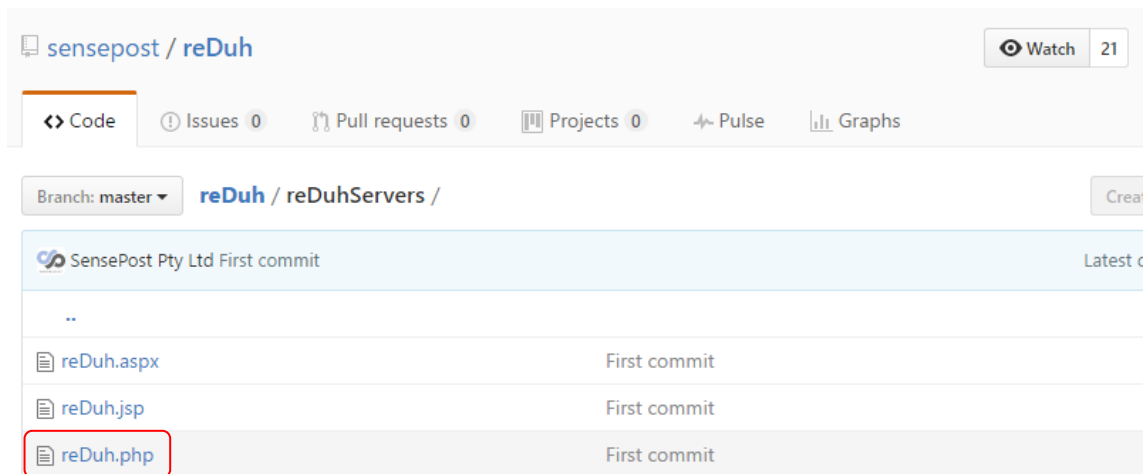 sensepost / reDuh
Watch 21
Code Issues 0 Pull requests 0 Projects 0 Pulse Graphs
Branch: master reDuh / reDuhServers /
SensePost Pty Ltd First commit
Latest
..
reDuh.aspx First commit
reDuh.jsp First commit
reDuh.php First commit